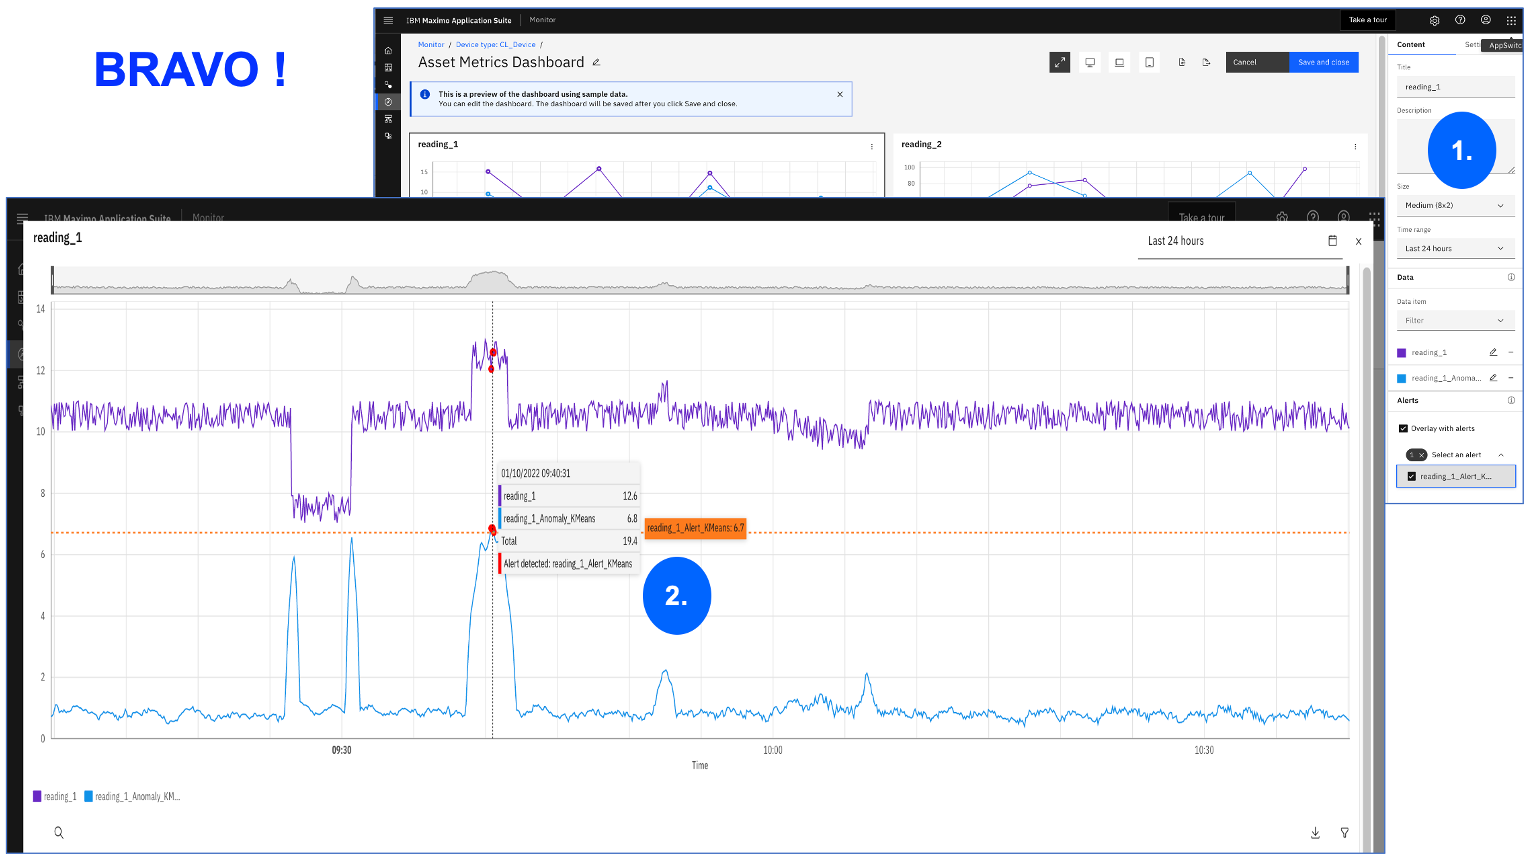 BRAVO !
IBM Maximo Application Suite Monitor
Take a tour
AppSwitc
Monitor / Device type: CL_Device /
Asset Metrics Dashboard
Cancel
Save and close
This is a preview of the dashboard using sample data.
You can edit the dashboard. The dashboard will be saved after you click Save and close.
reading_1
15
10
reading_2
100
80
Content
Setti
Title
reading_1
Description
1.
Size
Medium (8x2)
Time range
Last 24 hours
Data
Data item
Filter
reading_1
reading_1_Anoma...
Alerts
Overlay with alerts
1 × Select an alert
reading_1_Alert_K...
IBM Maximo Application Suite Monitor
Take a tour
reading_1
Last 24 hours
x
14
12
10
8
6
4
2
0
01/10/2022 09:40:31
reading_1 12.6
reading_1_Anomaly_KMeans 6.8
Total 19.4
Alert detected: reading_1_Alert_KMeans
reading_1_Alert_KMeans: 6.7
2.
09:30
10:00
10:30
Time
reading_1
reading_1_Anomaly_KM...